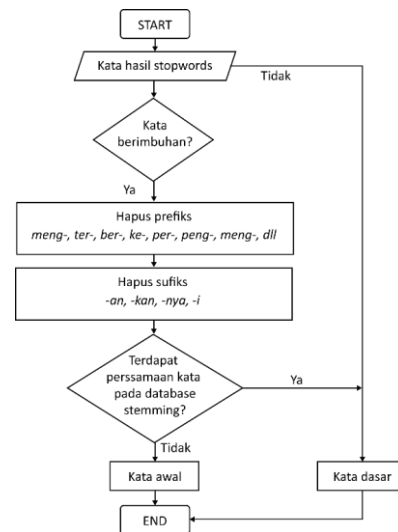 START
Kata hasil stopwords
Tidak
Kata
berimbuhan?
Ya
Hapus prefiks
meng-, ter-, ber-, ke-, per-, peng-, meng-, dll
Hapus sufiks
-an, -kan, -nya, -i
Terdapat
perssamaan kata
pada database
stemming?
Ya
Tidak
Kata awal
Kata dasar
END